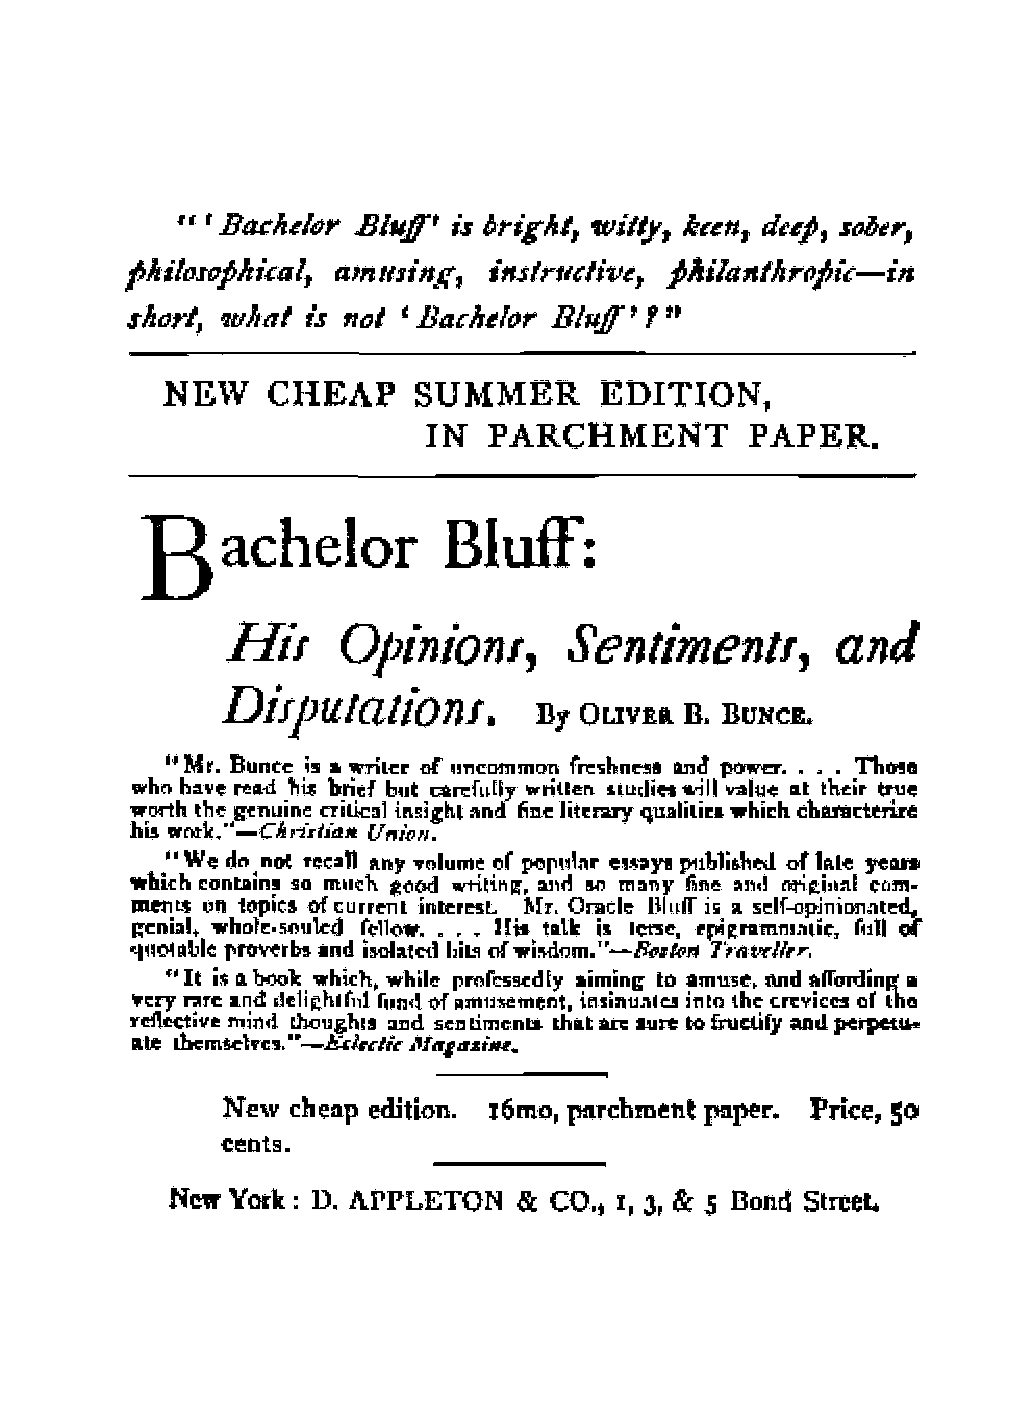 "'Bachelor Bluff' is bright, witty, keen, deep, sober,
philosophical, amusing, instructive, philanthropic—in
short, what is not 'Bachelor Bluff'?"
NEW CHEAP SUMMER EDITION,
IN PARCHMENT PAPER.
Bachelor Bluff:
His Opinions, Sentiments, and
Disputations. By OLIVER B. BUNCE.
"Mr. Bunce is a writer of uncommon freshness and power. . . . Those
who have read his brief but carefully written studies will value at their true
worth the genuine critical insight and fine literary qualities which characterize
his work."—Christian Union.
"We do not recall any volume of popular essays published of late years
which contains so much good writing, and so many fine and original com-
ments on topics of current interest. Mr. Oracle Bluff is a self-opinionated,
genial, whole-souled fellow. . . . His talk is terse, epigrammatic, full of
quotable proverbs and isolated bits of wisdom."—Boston Traveller.
"It is a book which, while professedly aiming to amuse, and affording a
very rare and delightful fund of amusement, insinuates into the crevices of the
reflective mind thoughts and sentiments that are sure to fructify and perpetu-
ate themselves."—Eclectic Magazine.
New cheap edition. 16mo, parchment paper. Price, 50
cents.
New York: D. APPLETON & CO., 1, 3, & 5 Bond Street.